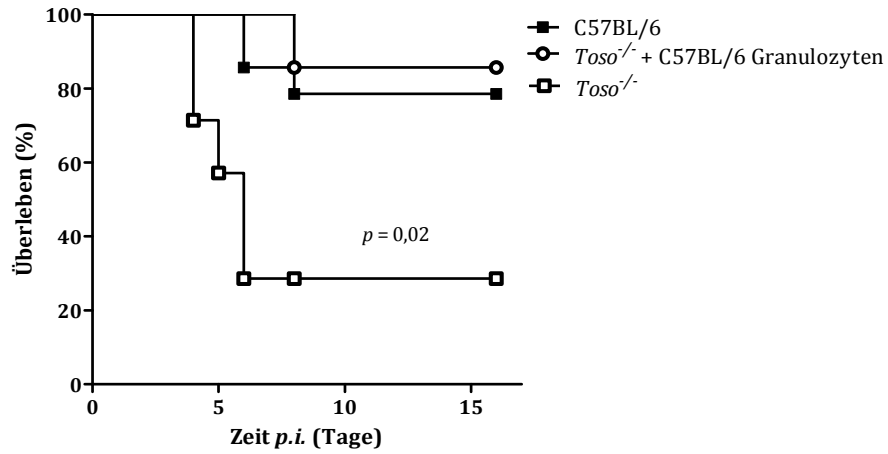 100
80
60
40
20
0
Überleben (%)
0
5
10
15
Zeit p.i. (Tage)
p = 0,02
C57BL/6
Toso-/- + C57BL/6 Granulozyten
Toso-/-